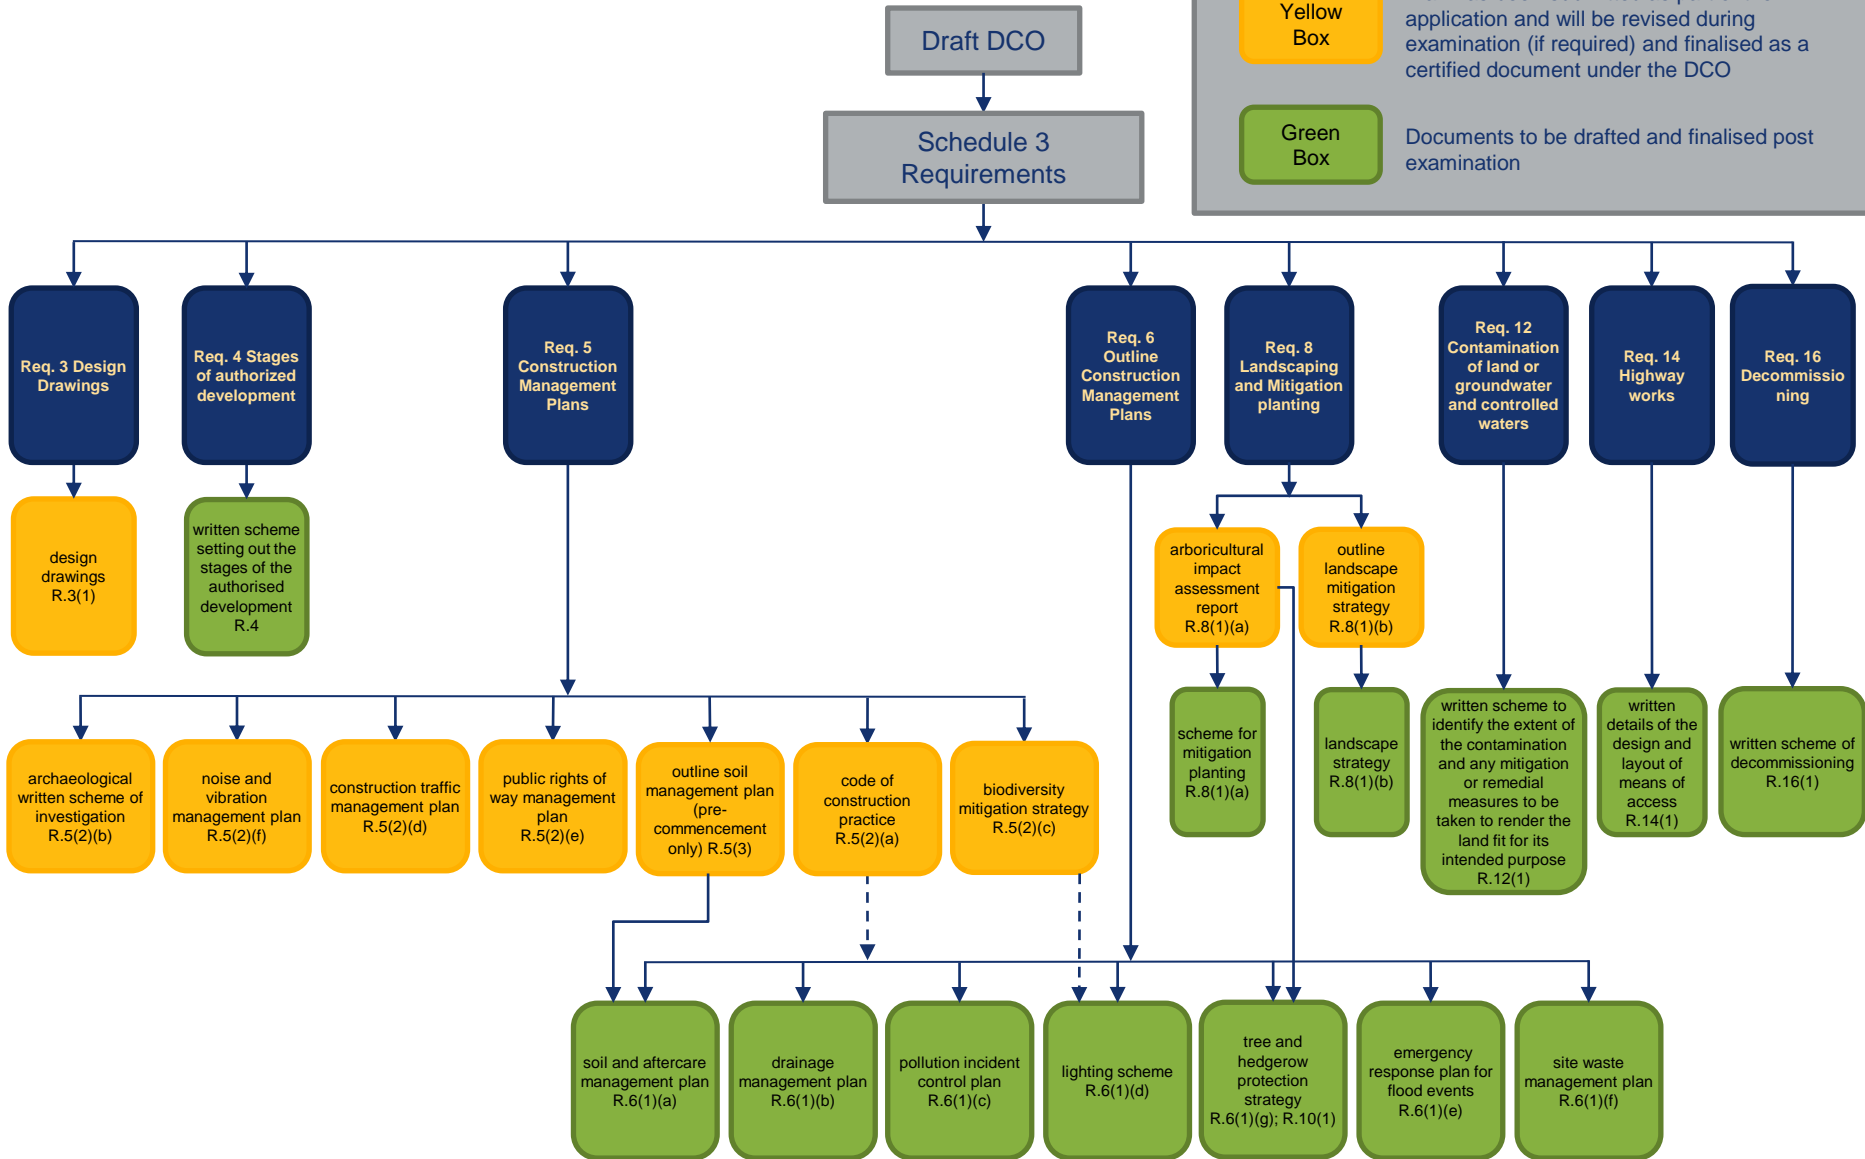 Draft DCO
Schedule 3
Requirements
Yellow
Box
application and will be revised during
examination (if required) and finalised as a
certified document under the DCO
Green
Box
Documents to be drafted and finalised post
examination
Req. 3 Design
Drawings
Req. 4 Stages
of authorized
development
Req. 5
Construction
Management
Plans
Req. 6
Outline
Construction
Management
Plans
Req. 8
Landscaping
and Mitigation
planting
Req. 12
Contamination
of land or
groundwater
and controlled
waters
Req. 14
Highway
works
Req. 16
Decommissio
ning
design
drawings
R.3(1)
written scheme
setting out the
stages of the
authorised
development
R.4
arboricultural
impact
assessment
report
R.8(1)(a)
outline
landscape
mitigation
strategy
R.8(1)(b)
scheme for
mitigation
planting
R.8(1)(a)
landscape
strategy
R.8(1)(b)
written scheme to
identify the extent of
the contamination
and any mitigation
or remedial
measures to be
taken to render the
land fit for its
intended purpose
R.12(1)
written
details of the
design and
layout of
means of
access
R.14(1)
written scheme of
decommissioning
R.16(1)
archaeological
written scheme of
investigation
R.5(2)(b)
noise and
vibration
management plan
R.5(2)(f)
construction traffic
management plan
R.5(2)(d)
public rights of
way management
plan
R.5(2)(e)
outline soil
management plan
(pre-
commencement
only) R.5(3)
code of
construction
practice
R.5(2)(a)
biodiversity
mitigation strategy
R.5(2)(c)
soil and aftercare
management plan
R.6(1)(a)
drainage
management plan
R.6(1)(b)
pollution incident
control plan
R.6(1)(c)
lighting scheme
R.6(1)(d)
tree and
hedgerow
protection
strategy
R.6(1)(g); R.10(1)
emergency
response plan for
flood events
R.6(1)(e)
site waste
management plan
R.6(1)(f)